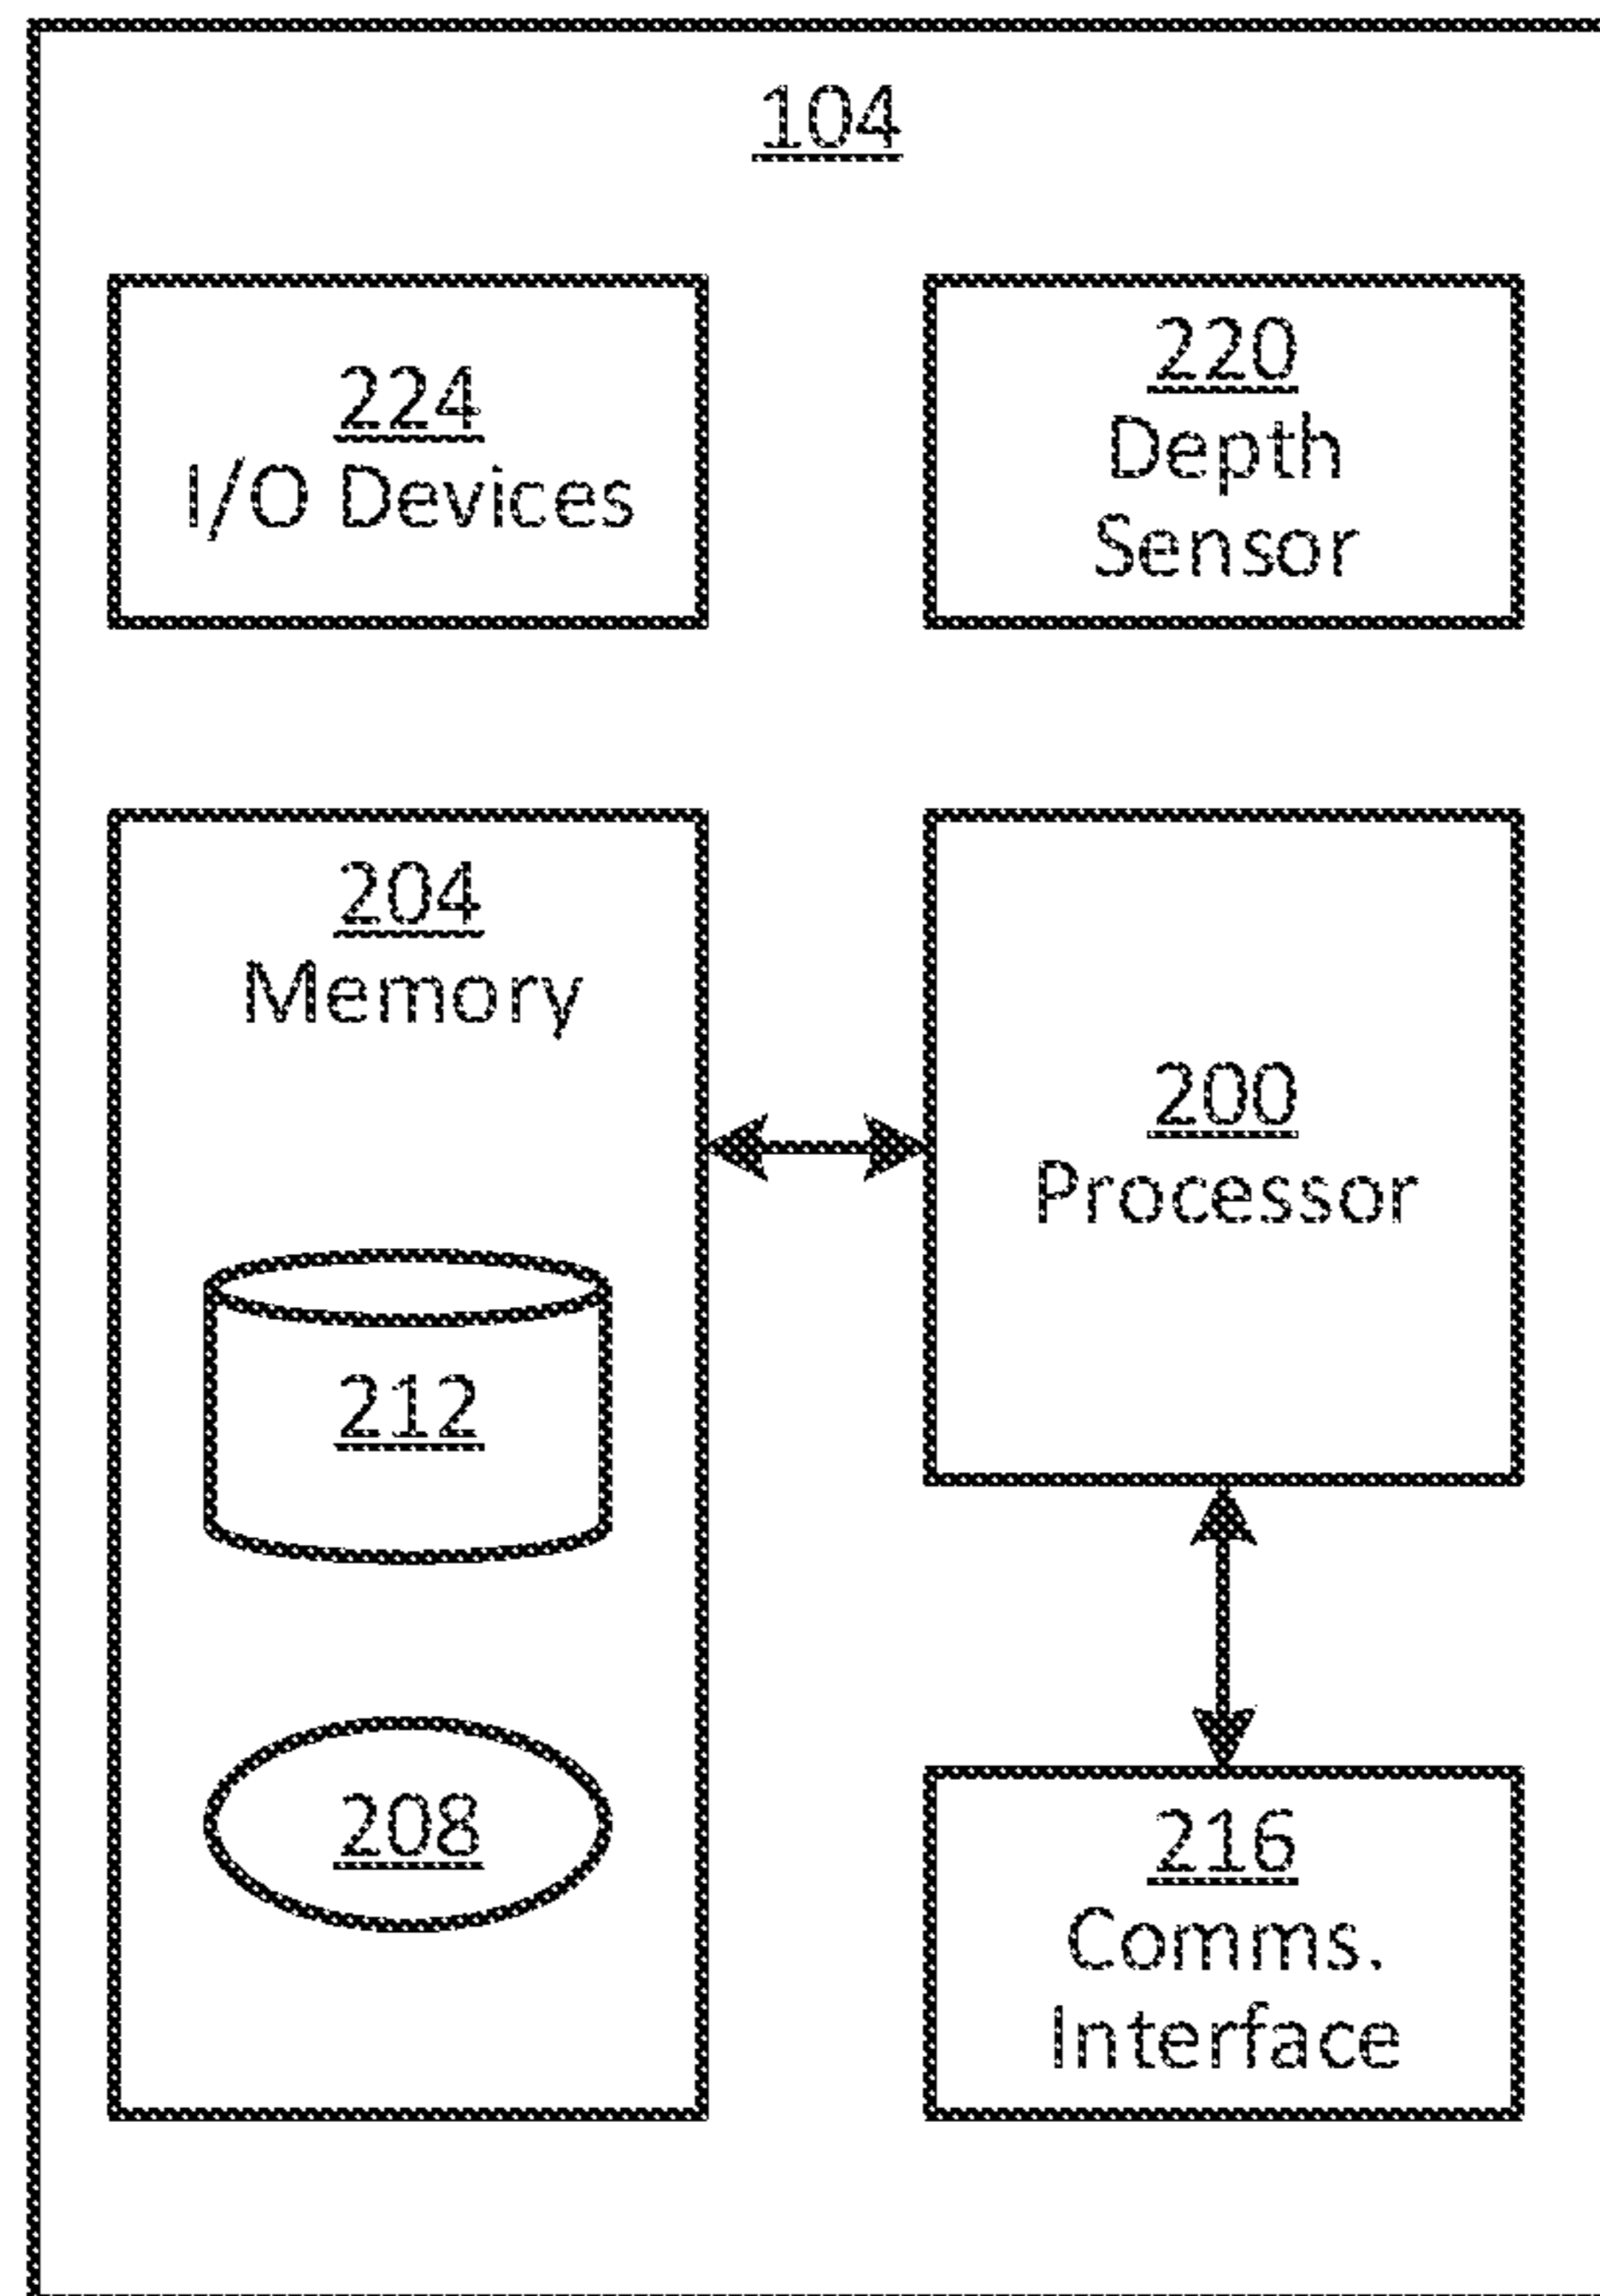 104
224
I/O Devices
220
Depth
Sensor
204
Memory
212
208
200
Processor
216
Comms.
Interface